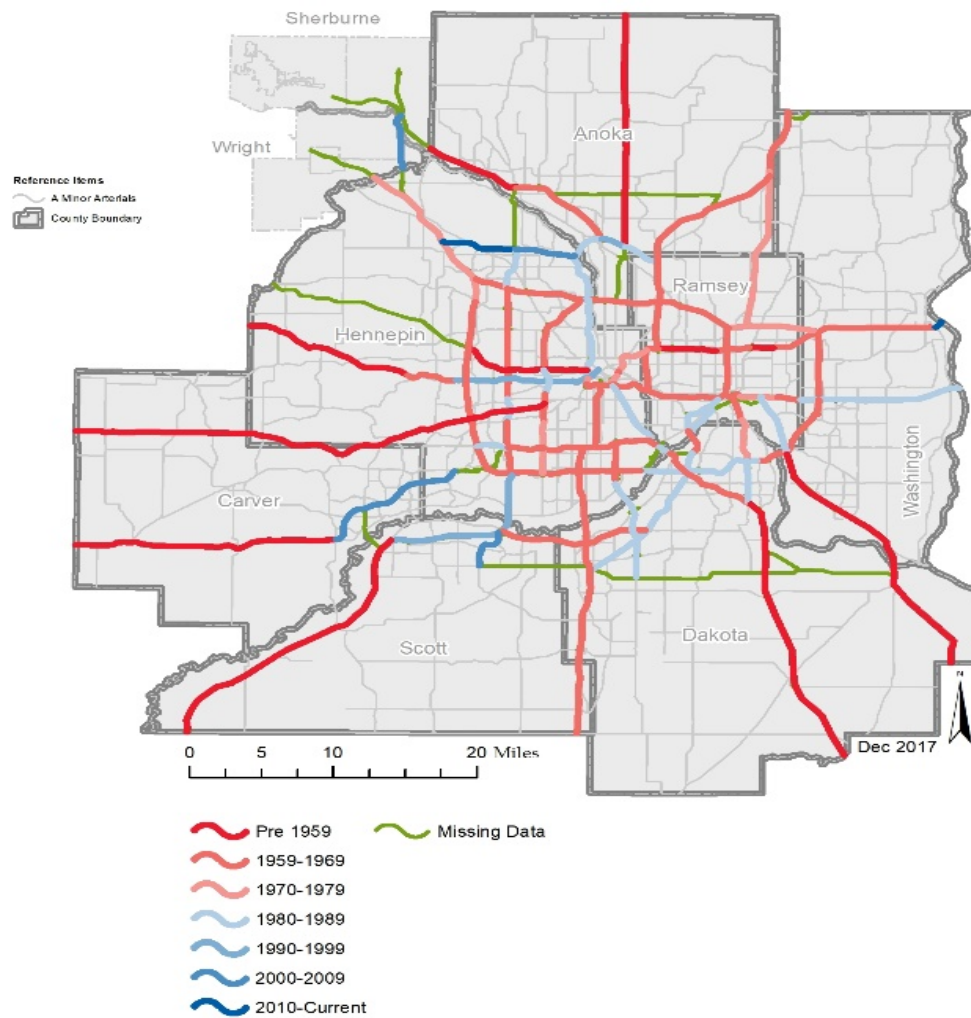 Sherburne
Wright
Anoka
Reference Items
A Minor Arterials
County Boundary
Ramsey
Hennepin
Washington
Carver
Scott
Dakota
N
Dec 2017
0 5 10 20 Miles
Pre 1959
Missing Data
1959-1969
1970-1979
1980-1989
1990-1999
2000-2009
2010-Current